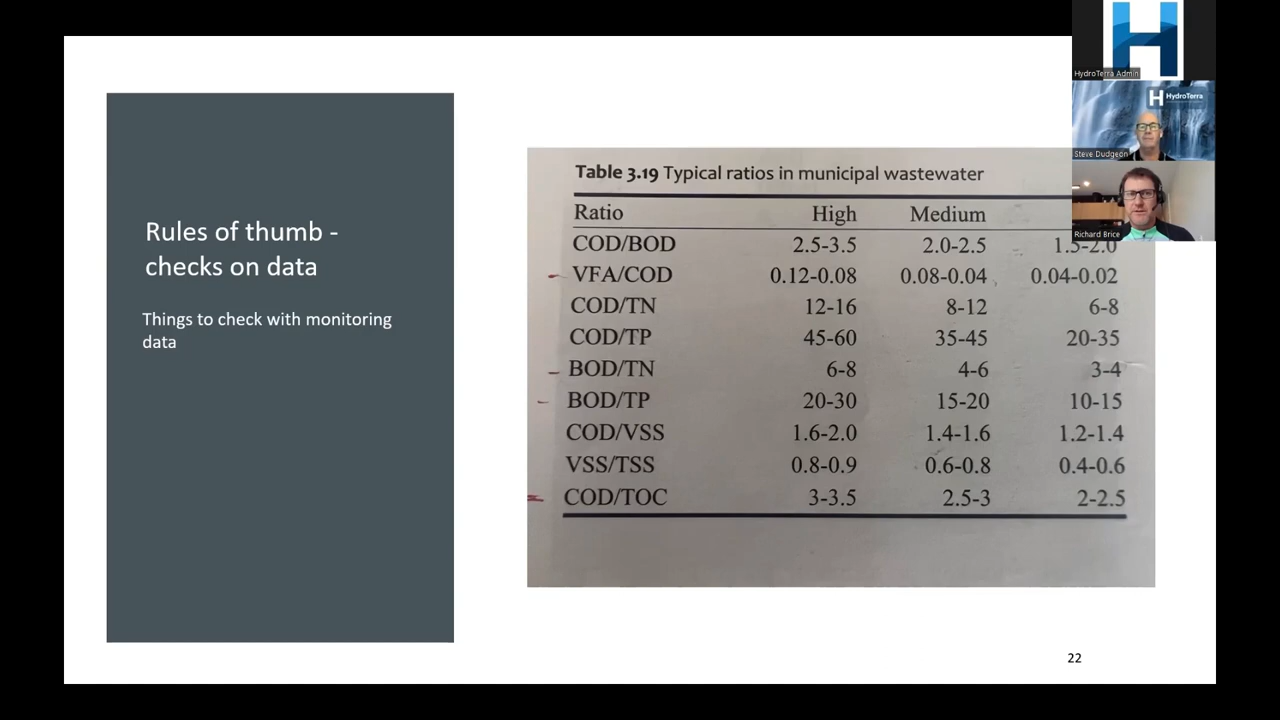 HydroTerra Admin
HydroTerra
Steve Dudgeon
Richard Brice
Rules of thumb -
checks on data
Things to check with monitoring
data
Table 3.19 Typical ratios in municipal wastewater
Ratio High Medium
COD/BOD 2.5-3.5 2.0-2.5 1.5-2.0
VFA/COD 0.12-0.08 0.08-0.04 0.04-0.02
COD/TN 12-16 8-12 6-8
COD/TP 45-60 35-45 20-35
BOD/TN 6-8 4-6 3-4
BOD/TP 20-30 15-20 10-15
COD/VSS 1.6-2.0 1.4-1.6 1.2-1.4
VSS/TSS 0.8-0.9 0.6-0.8 0.4-0.6
COD/TOC 3-3.5 2.5-3 2-2.5
22